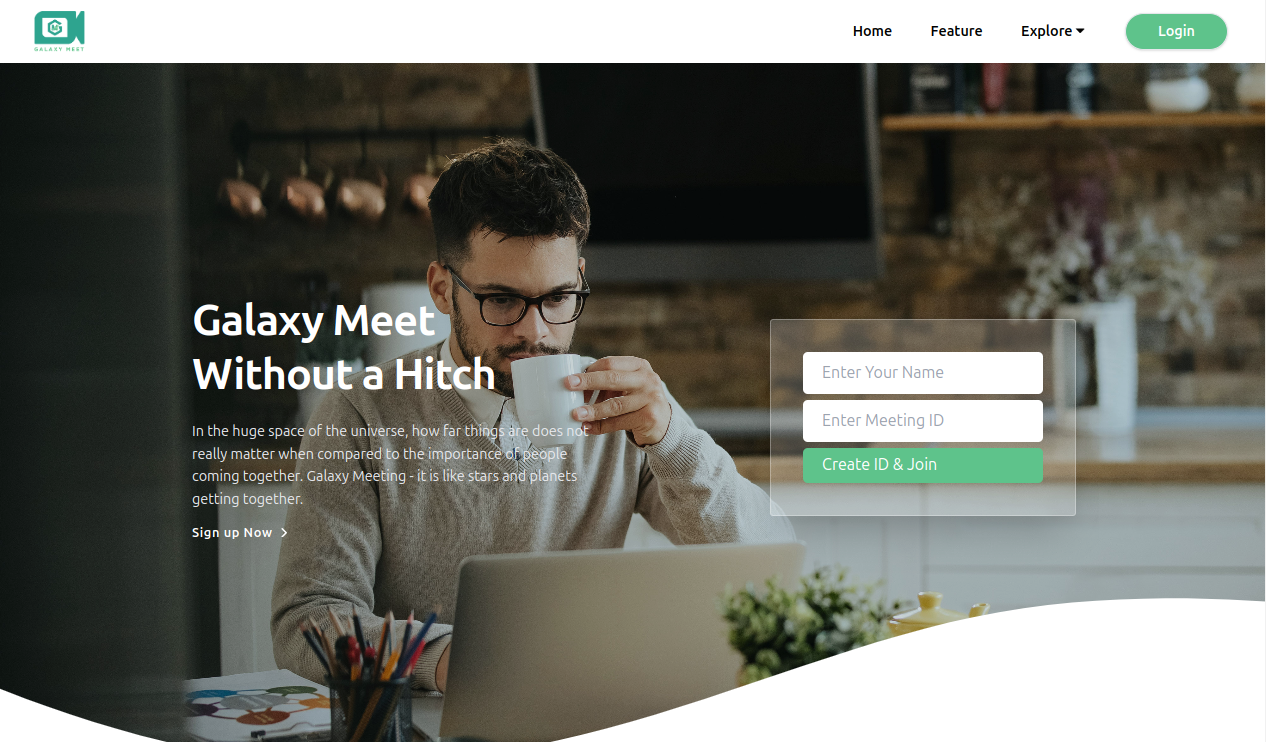 GALAXY MEET
Home
Feature
Explore
Login
Galaxy Meet
Without a Hitch
In the huge space of the universe, how far things are does not
really matter when compared to the importance of people
coming together. Galaxy Meeting - it is like stars and planets
getting together.
Sign up Now
Enter Your Name
Enter Meeting ID
Create ID & Join